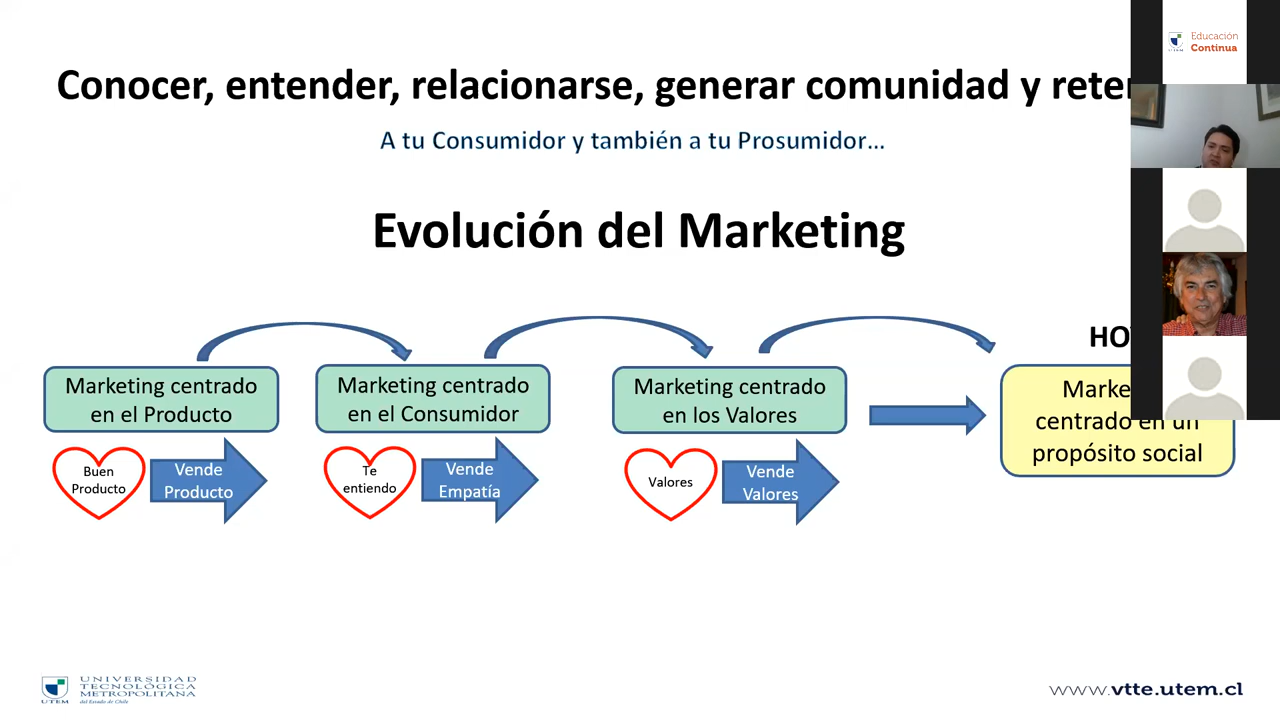 Educación
Continua
Conocer, entender, relacionarse, generar comunidad y
A tu Consumidor y también a tu Prosumidor...
Evolución del Marketing
Marketing centrado
en el Producto
Marketing centrado
en el Consumidor
Marketing centrado
en los Valores
centrado en un
propósito social
Buen
Producto
Vende
Producto
Te
entiendo
Vende
Empatía
Valores
Vende
Valores
UTEM
UNIVERSIDAD
TECNOLÓGICA
METROPOLITANA
del Estado de Chile
www.vtte.utem.cl